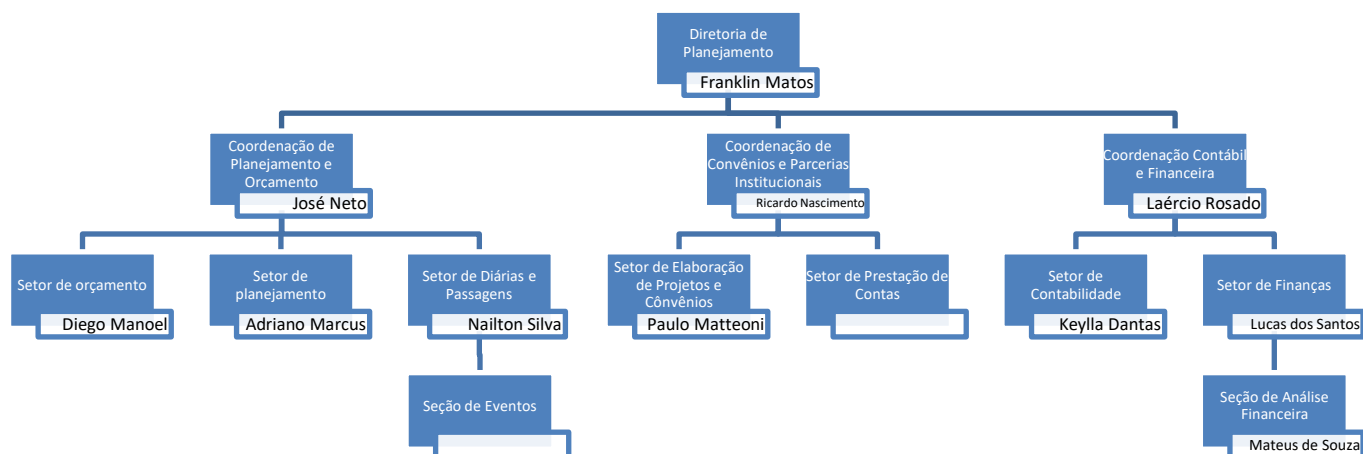 Diretoria de
Planejamento
Franklin Matos
Coordenação de
Planejamento e
Orçamento
José Neto
Coordenação de
Convênios e Parcerias
Institucionais
Ricardo Nascimento
Coordenação Contábil
e Financeira
Laércio Rosado
Setor de orçamento
Diego Manoel
Setor de
planejamento
Adriano Marcus
Setor de Diárias e
Passagens
Nailton Silva
Setor de Elaboração
de Projetos e
Cônvênios
Paulo Matteoni
Setor de Prestação de
Contas
Setor de
Contabilidade
Keylla Dantas
Setor de Finanças
Lucas dos Santos
Seção de Eventos
Seção de Análise
Financeira
Mateus de Souza